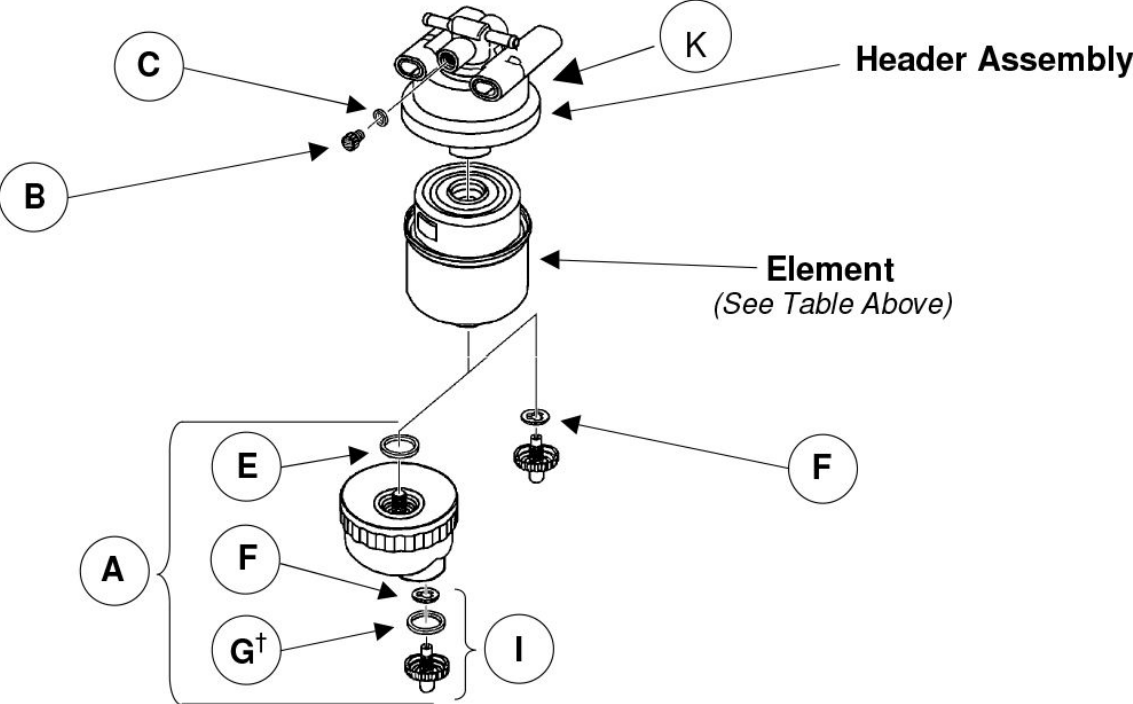 K
C
Header Assembly
B
Element
(See Table Above)
E
F
F
A
G†
I